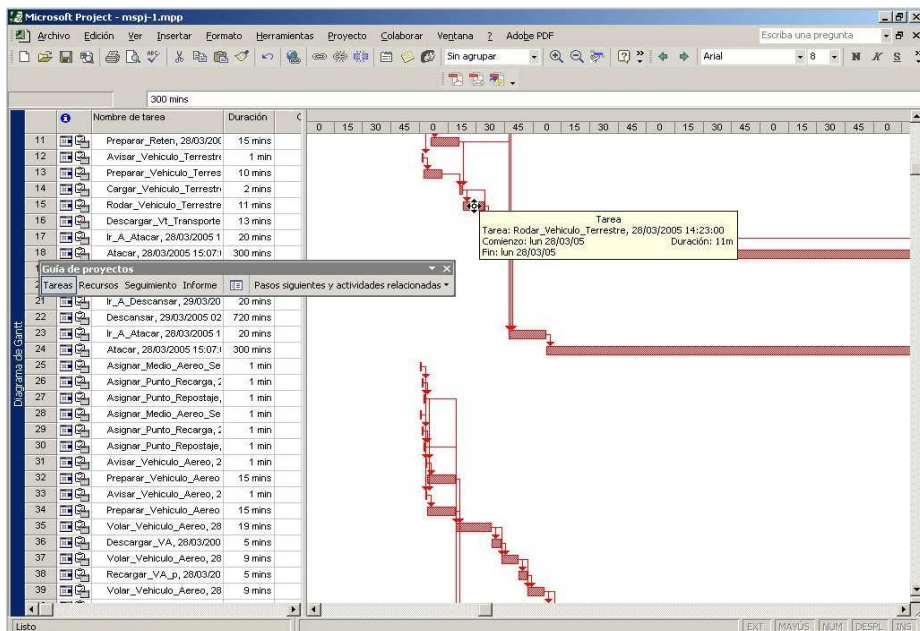 Microsoft Project - mspj-1.mpp
Archivo Edición Ver Insertar Formato Herramientas Proyecto Colaborar Ventana ? Adobe PDF Escriba una pregunta
Sin agrupar Arial 8 N K S
300 mins
Nombre de tarea Duración C
0 15 30 45 0 15 30 45 0 15 30 45 0 15 30 45 0 15 30 45 0
11 Preparar_Reten, 28/03/200 15 mins
12 Avisar_Vehiculo_Terrestre 1 min
13 Preparar_Vehiculo_Terres 10 mins
14 Cargar_Vehiculo_Terrestre 2 mins
15 Rodar_Vehiculo_Terrestre 11 mins
16 Descargar_Vt_Transporte 13 mins
17 Ir_A_Atacar, 28/03/2005 1 20 mins
18 Atacar, 28/03/2005 15:07: 300 mins
Tarea
Tarea: Rodar_Vehiculo_Terrestre, 28/03/2005 14:23:00
Comienzo: lun 28/03/05 Duración: 11m
Fin: lun 28/03/05
Guía de proyectos
Tareas Recursos Seguimiento Informe Pasos siguientes y actividades relacionadas
21 Ir_A_Descansar, 29/03/20 20 mins
22 Descansar, 29/03/2005 02 720 mins
23 Ir_A_Atacar, 28/03/2005 1 20 mins
24 Atacar, 28/03/2005 15:07: 300 mins
25 Asignar_Medio_Aereo_Se 1 min
26 Asignar_Punto_Recarga, 2 1 min
27 Asignar_Punto_Repostaje, 1 min
28 Asignar_Medio_Aereo_Se 1 min
29 Asignar_Punto_Recarga, 2 1 min
30 Asignar_Punto_Repostaje, 1 min
31 Avisar_Vehiculo_Aereo, 2 1 min
32 Preparar_Vehiculo_Aereo 15 mins
33 Avisar_Vehiculo_Aereo, 2 1 min
34 Preparar_Vehiculo_Aereo 15 mins
35 Volar_Vehiculo_Aereo, 28 19 mins
36 Descargar_VA, 28/03/200 5 mins
37 Volar_Vehiculo_Aereo, 28 9 mins
38 Recargar_VA_p, 28/03/20 5 mins
39 Volar_Vehiculo_Aereo, 28 9 mins
Diagrama de Gantt
Listo EXT MAYÚS NUM DESPL INS